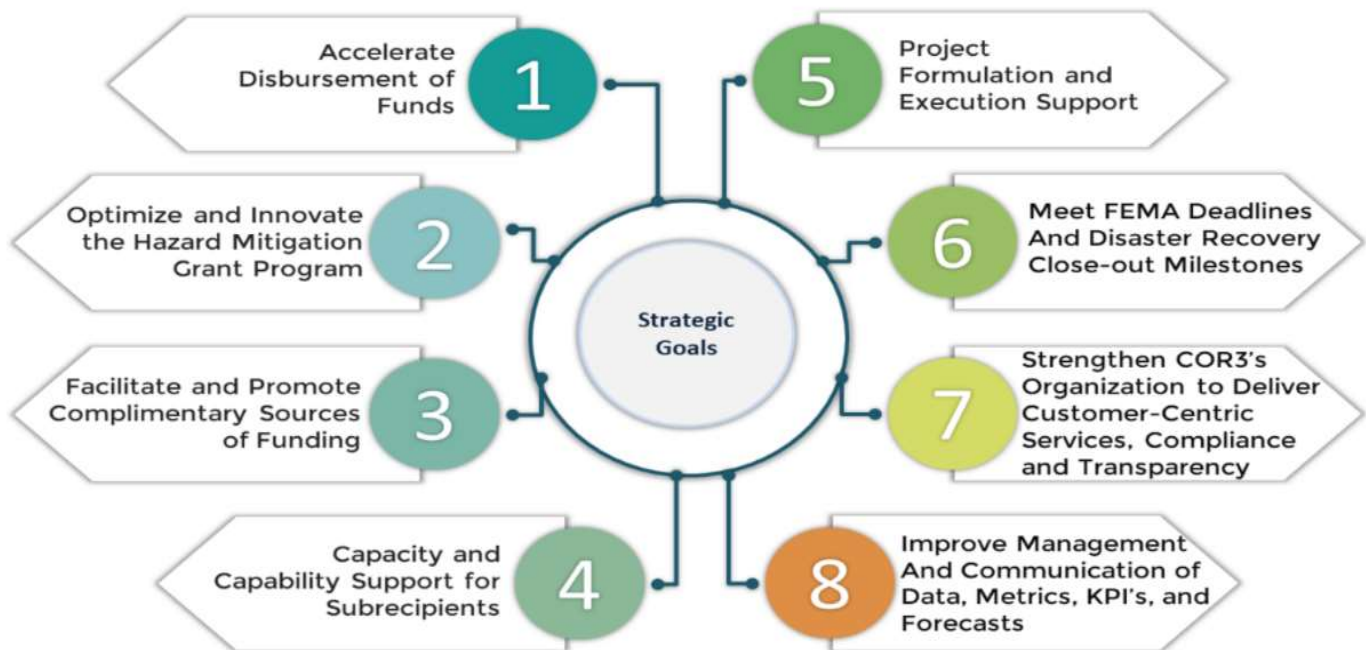 Accelerate
Disbursement of
Funds
1
Optimize and Innovate
the Hazard Mitigation
Grant Program
2
Facilitate and Promote
Complimentary Sources
of Funding
3
Capacity and
Capability Support for
Subrecipients
4
Strategic
Goals
5
Project
Formulation and
Execution Support
6
Meet FEMA Deadlines
And Disaster Recovery
Close-out Milestones
7
Strengthen COR3's
Organization to Deliver
Customer-Centric
Services, Compliance
and Transparency
8
Improve Management
And Communication of
Data, Metrics, KPI's, and
Forecasts